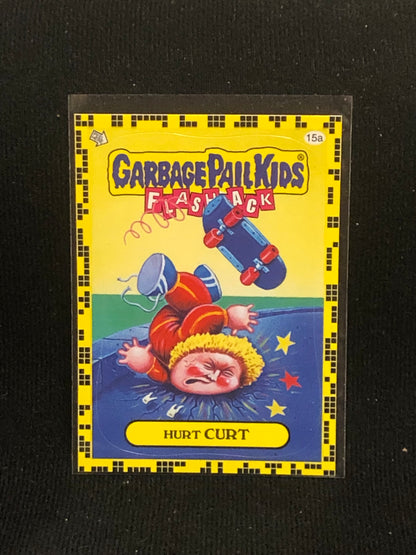 15a
GARBAGE PAIL KIDS®
FLASHBACK
HURT CURT